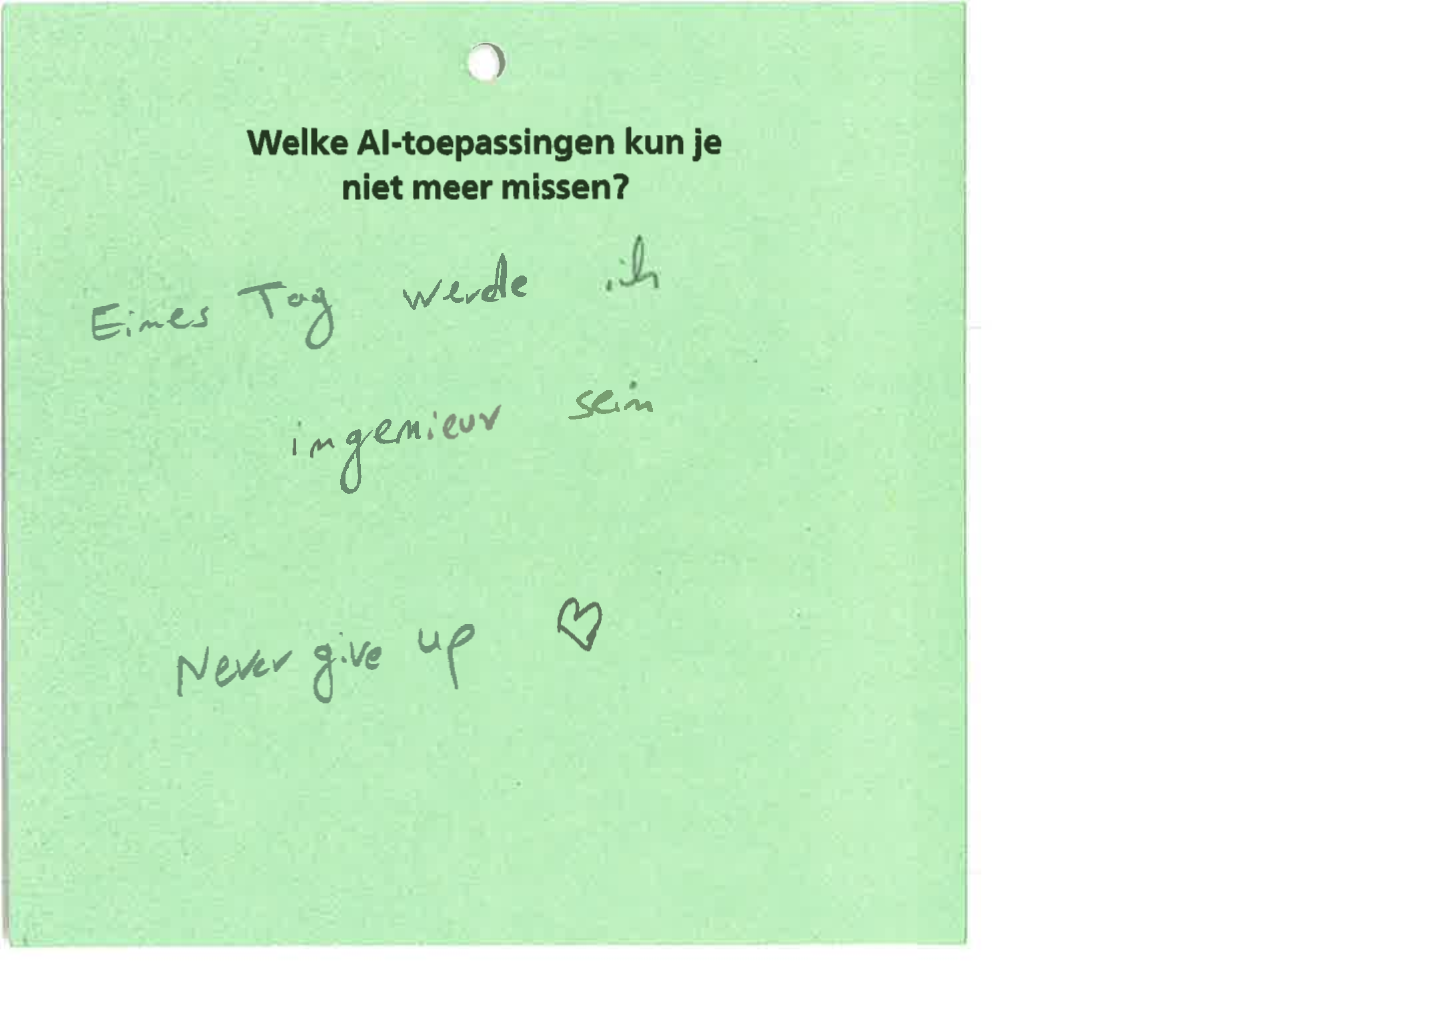 Welke AI-toepassingen kun je
niet meer missen?
Eines Tag werde ich
ingenieur sein
Never give up ♡